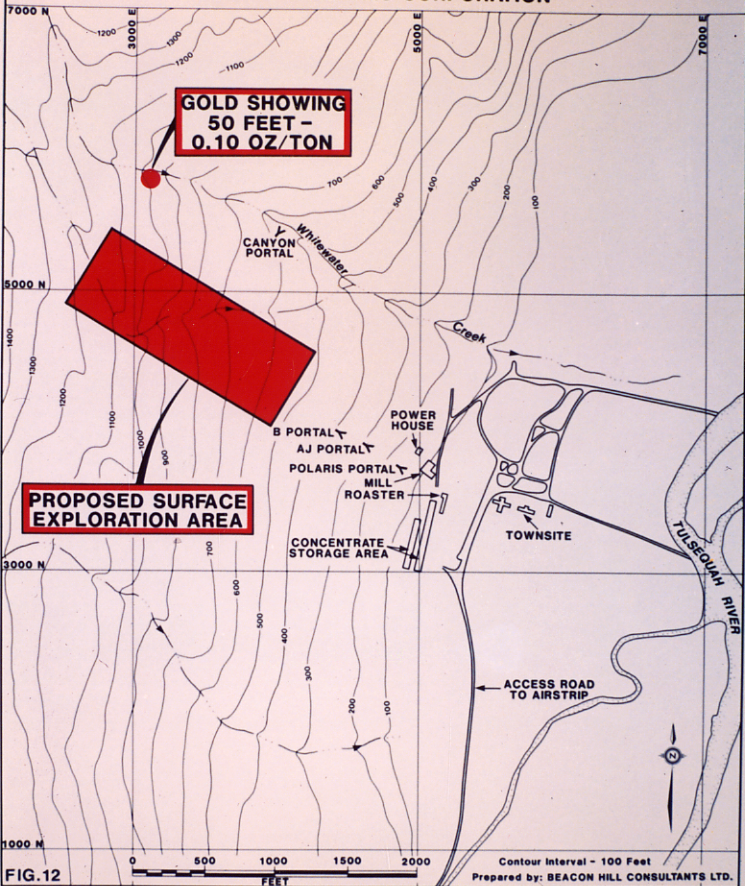 CORPORATION
7000 N
3000 E
5000 E
7000 E
1200
1300
1200
1100
GOLD SHOWING
50 FEET –
0.10 OZ/TON
700
600
500
400
300
200
100
CANYON
PORTAL
Whitewater
5000 N
Creek
1400
1300
1200
1100
1000
900
B PORTAL
AJ PORTAL
POLARIS PORTAL
POWER
HOUSE
MILL
ROASTER
PROPOSED SURFACE
EXPLORATION AREA
TOWNSITE
CONCENTRATE
STORAGE AREA
TULSEQUAH RIVER
3000 N
700
600
500
400
300
200
100
ACCESS ROAD
TO AIRSTRIP
N
1000 N
0 500 1000 1500 2000
FEET
FIG.12
Contour Interval – 100 Feet
Prepared by: BEACON HILL CONSULTANTS LTD.